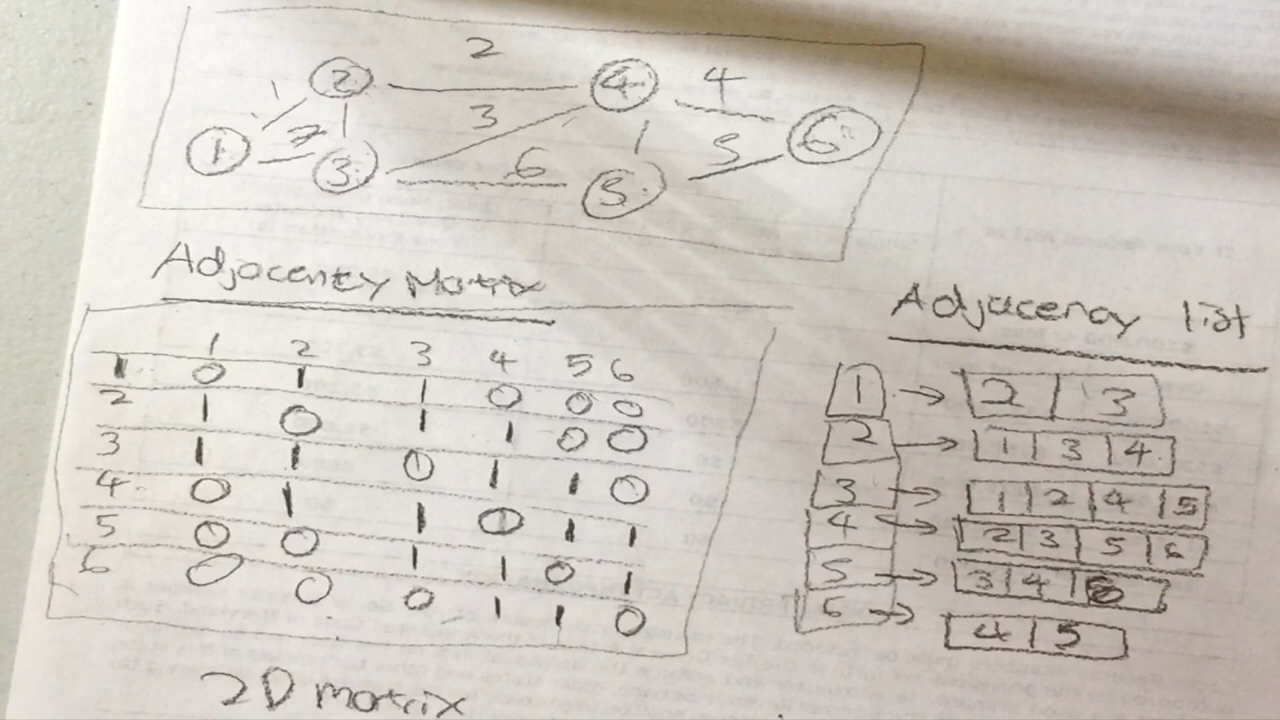 2
2 4 4
1 3
1 7 3 6 5 5 6
Adjacency Matrix
1 2 3 4 5 6
1 0 1 1 0 0 0
2 1 0 1 1 0 0
3 1 1 0 1 1 0
4 0 1 1 0 1 1
5 0 0 1 1 0 1
6 0 0 0 1 1 0
2D matrix
Adjacency list
1 → 2 3
2 → 1 3 4
3 → 1 2 4 5
4 → 2 3 5 6
5 → 3 4 6
6 → 4 5